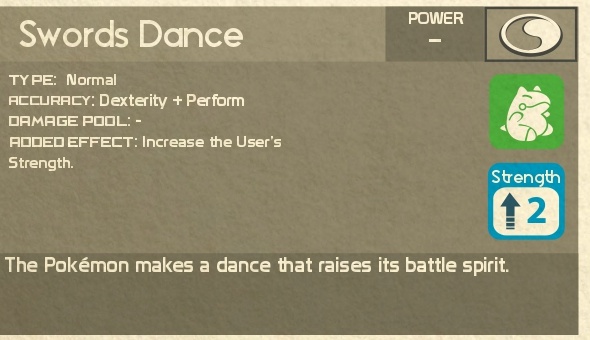 Swords Dance
POWER
–
TYPE: Normal
ACCURACY: Dexterity + Perform
DAMAGE POOL: -
ADDED EFFECT: Increase the User's
Strength.
Strength
2
The Pokémon makes a dance that raises its battle spirit.